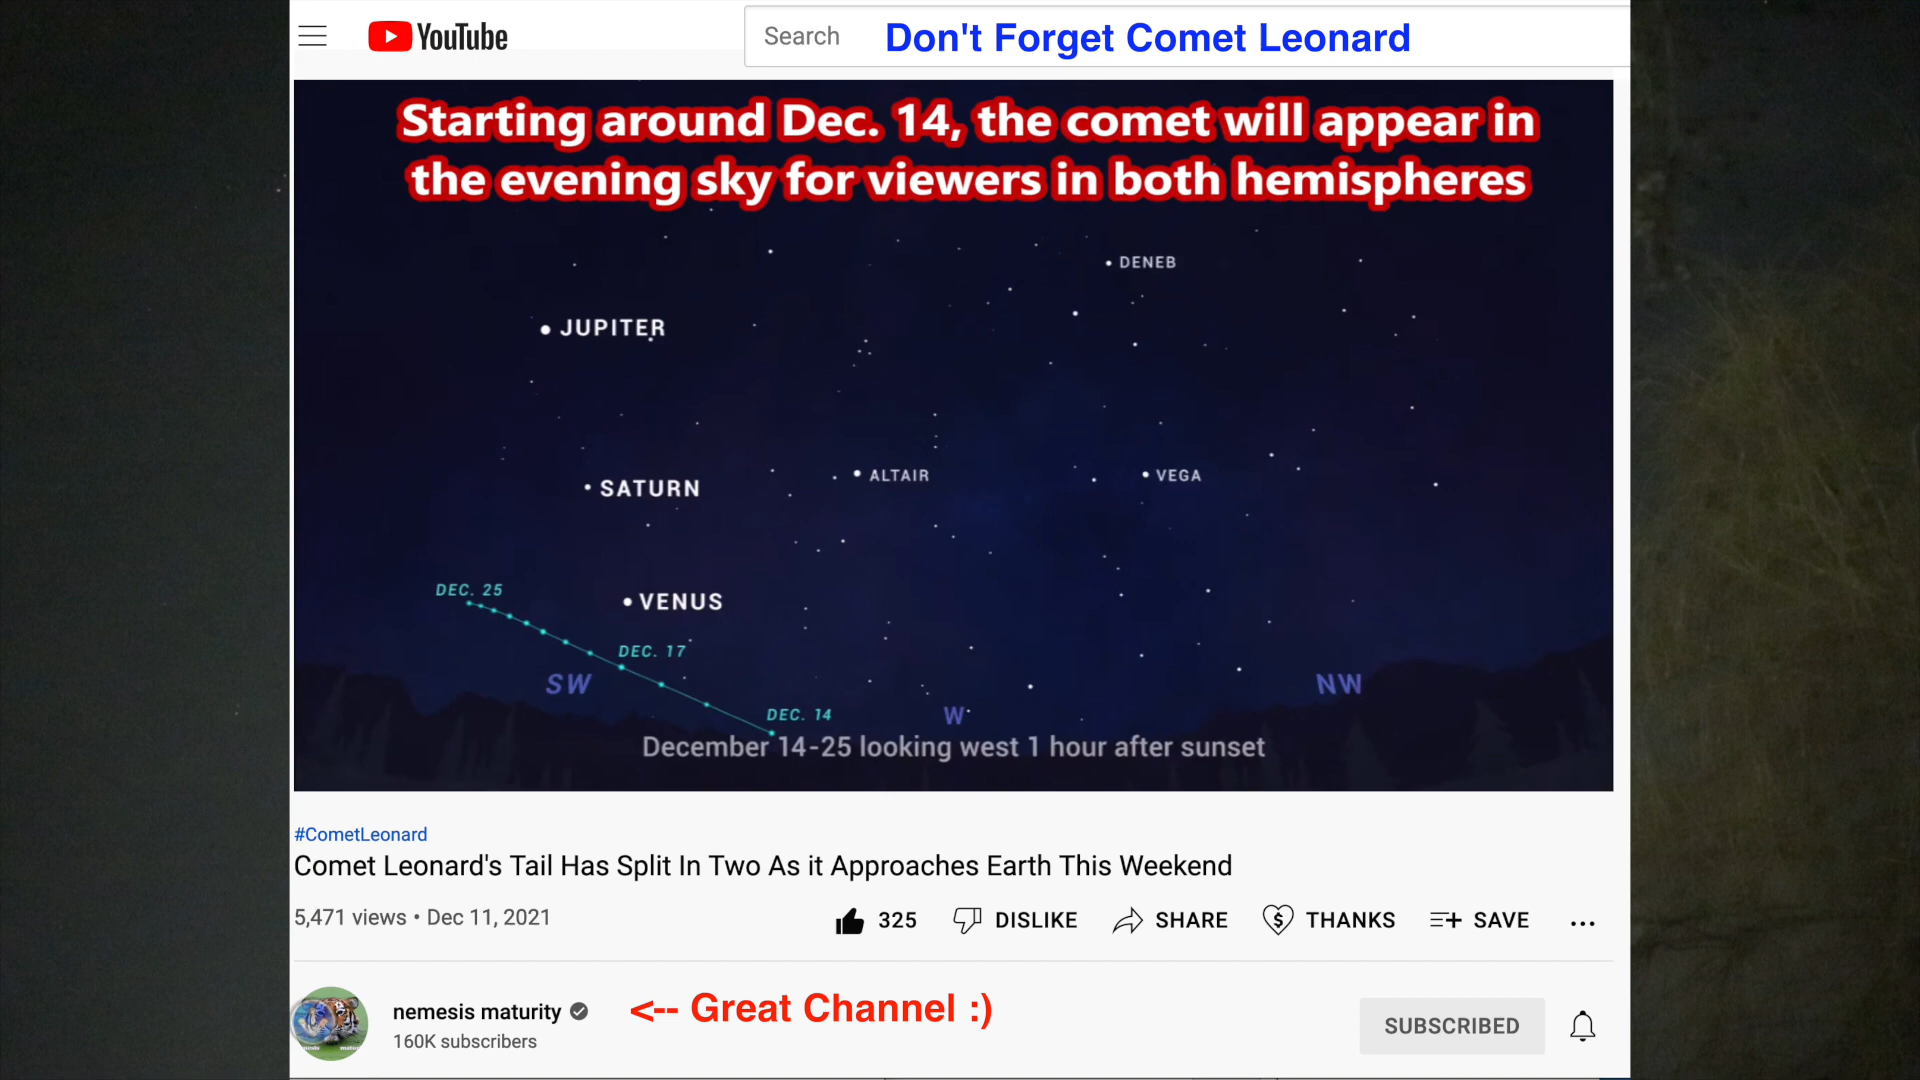 YouTube
Search
Don't Forget Comet Leonard
Starting around Dec. 14, the comet will appear in
the evening sky for viewers in both hemispheres
DENEB
JUPITER
ALTAIR
VEGA
SATURN
DEC. 25
VENUS
DEC. 17
SW
NW
DEC. 14
W
December 14-25 looking west 1 hour after sunset
#CometLeonard
Comet Leonard's Tail Has Split In Two As it Approaches Earth This Weekend
5,471 views • Dec 11, 2021
325
DISLIKE
SHARE
THANKS
SAVE
nemesis maturity
<-- Great Channel :)
160K subscribers
SUBSCRIBED